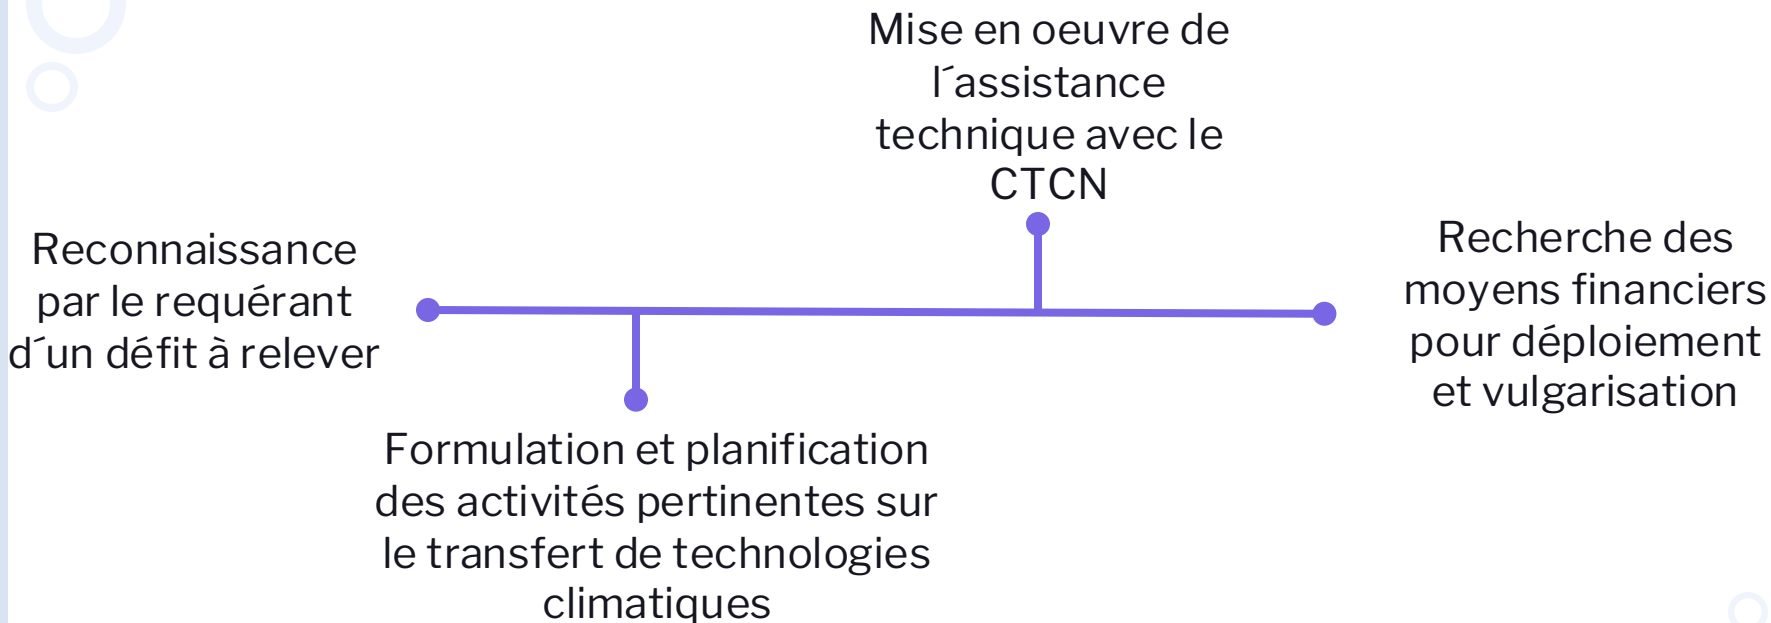 Reconnaissance
par le requérant
d´un défit à relever
Formulation et planification
des activités pertinentes sur
le transfert de technologies
climatiques
Mise en oeuvre de
l´assistance
technique avec le
CTCN
Recherche des
moyens financiers
pour déploiement
et vulgarisation